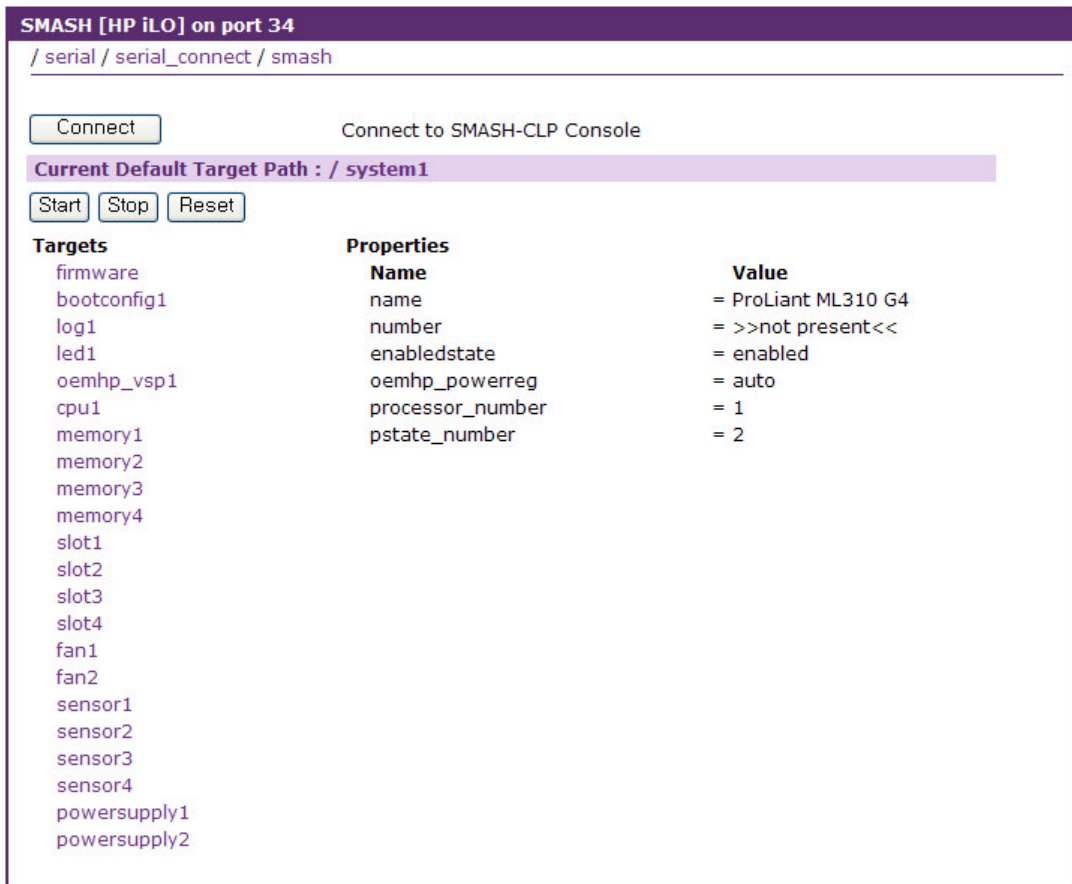 SMASH [HP iLO] on port 34
/ serial / serial_connect / smash
Connect Connect to SMASH-CLP Console
Current Default Target Path : / system1
Start Stop Reset
Targets Properties
firmware Name Value
bootconfig1 name = ProLiant ML310 G4
log1 number = >>not present<<
led1 enabledstate = enabled
oemhp_vsp1 oemhp_powerreg = auto
cpu1 processor_number = 1
memory1 pstate_number = 2
memory2
memory3
memory4
slot1
slot2
slot3
slot4
fan1
fan2
sensor1
sensor2
sensor3
sensor4
powersupply1
powersupply2